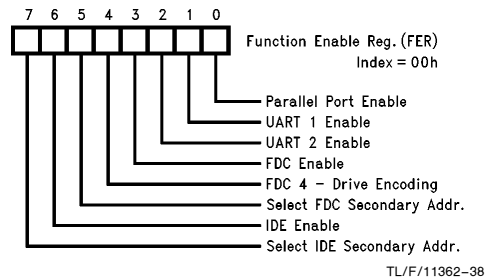 7 6 5 4 3 2 1 0
Function Enable Reg. (FER)
Index = 00h
Parallel Port Enable
UART 1 Enable
UART 2 Enable
FDC Enable
FDC 4 – Drive Encoding
Select FDC Secondary Addr.
IDE Enable
Select IDE Secondary Addr.
TL/F/11362–38